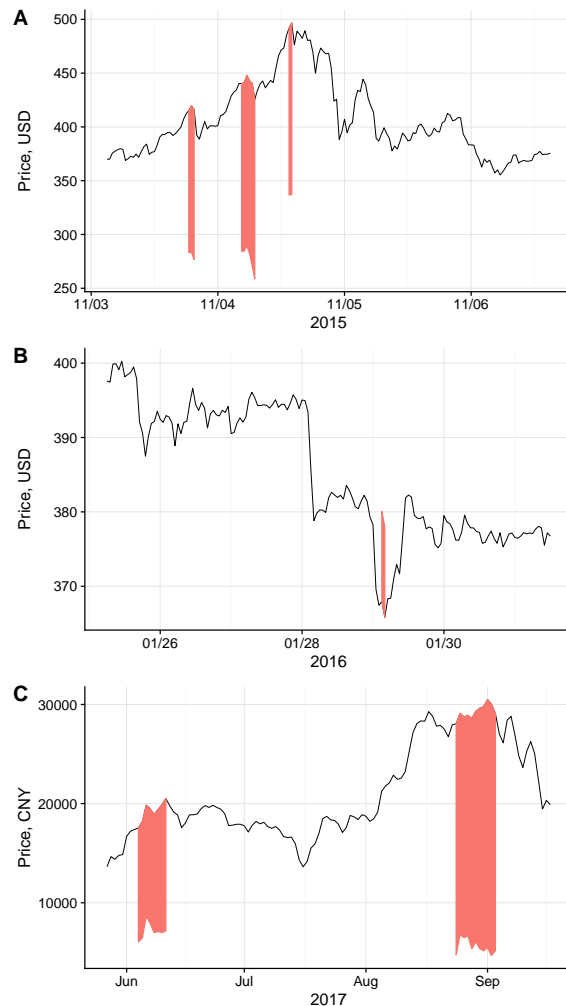 A
Price, USD
500
450
400
350
300
250
11/03 11/04 11/05 11/06
2015
B
Price, USD
400
390
380
370
01/26 01/28 01/30
2016
C
Price, CNY
30000
20000
10000
Jun Jul Aug Sep
2017